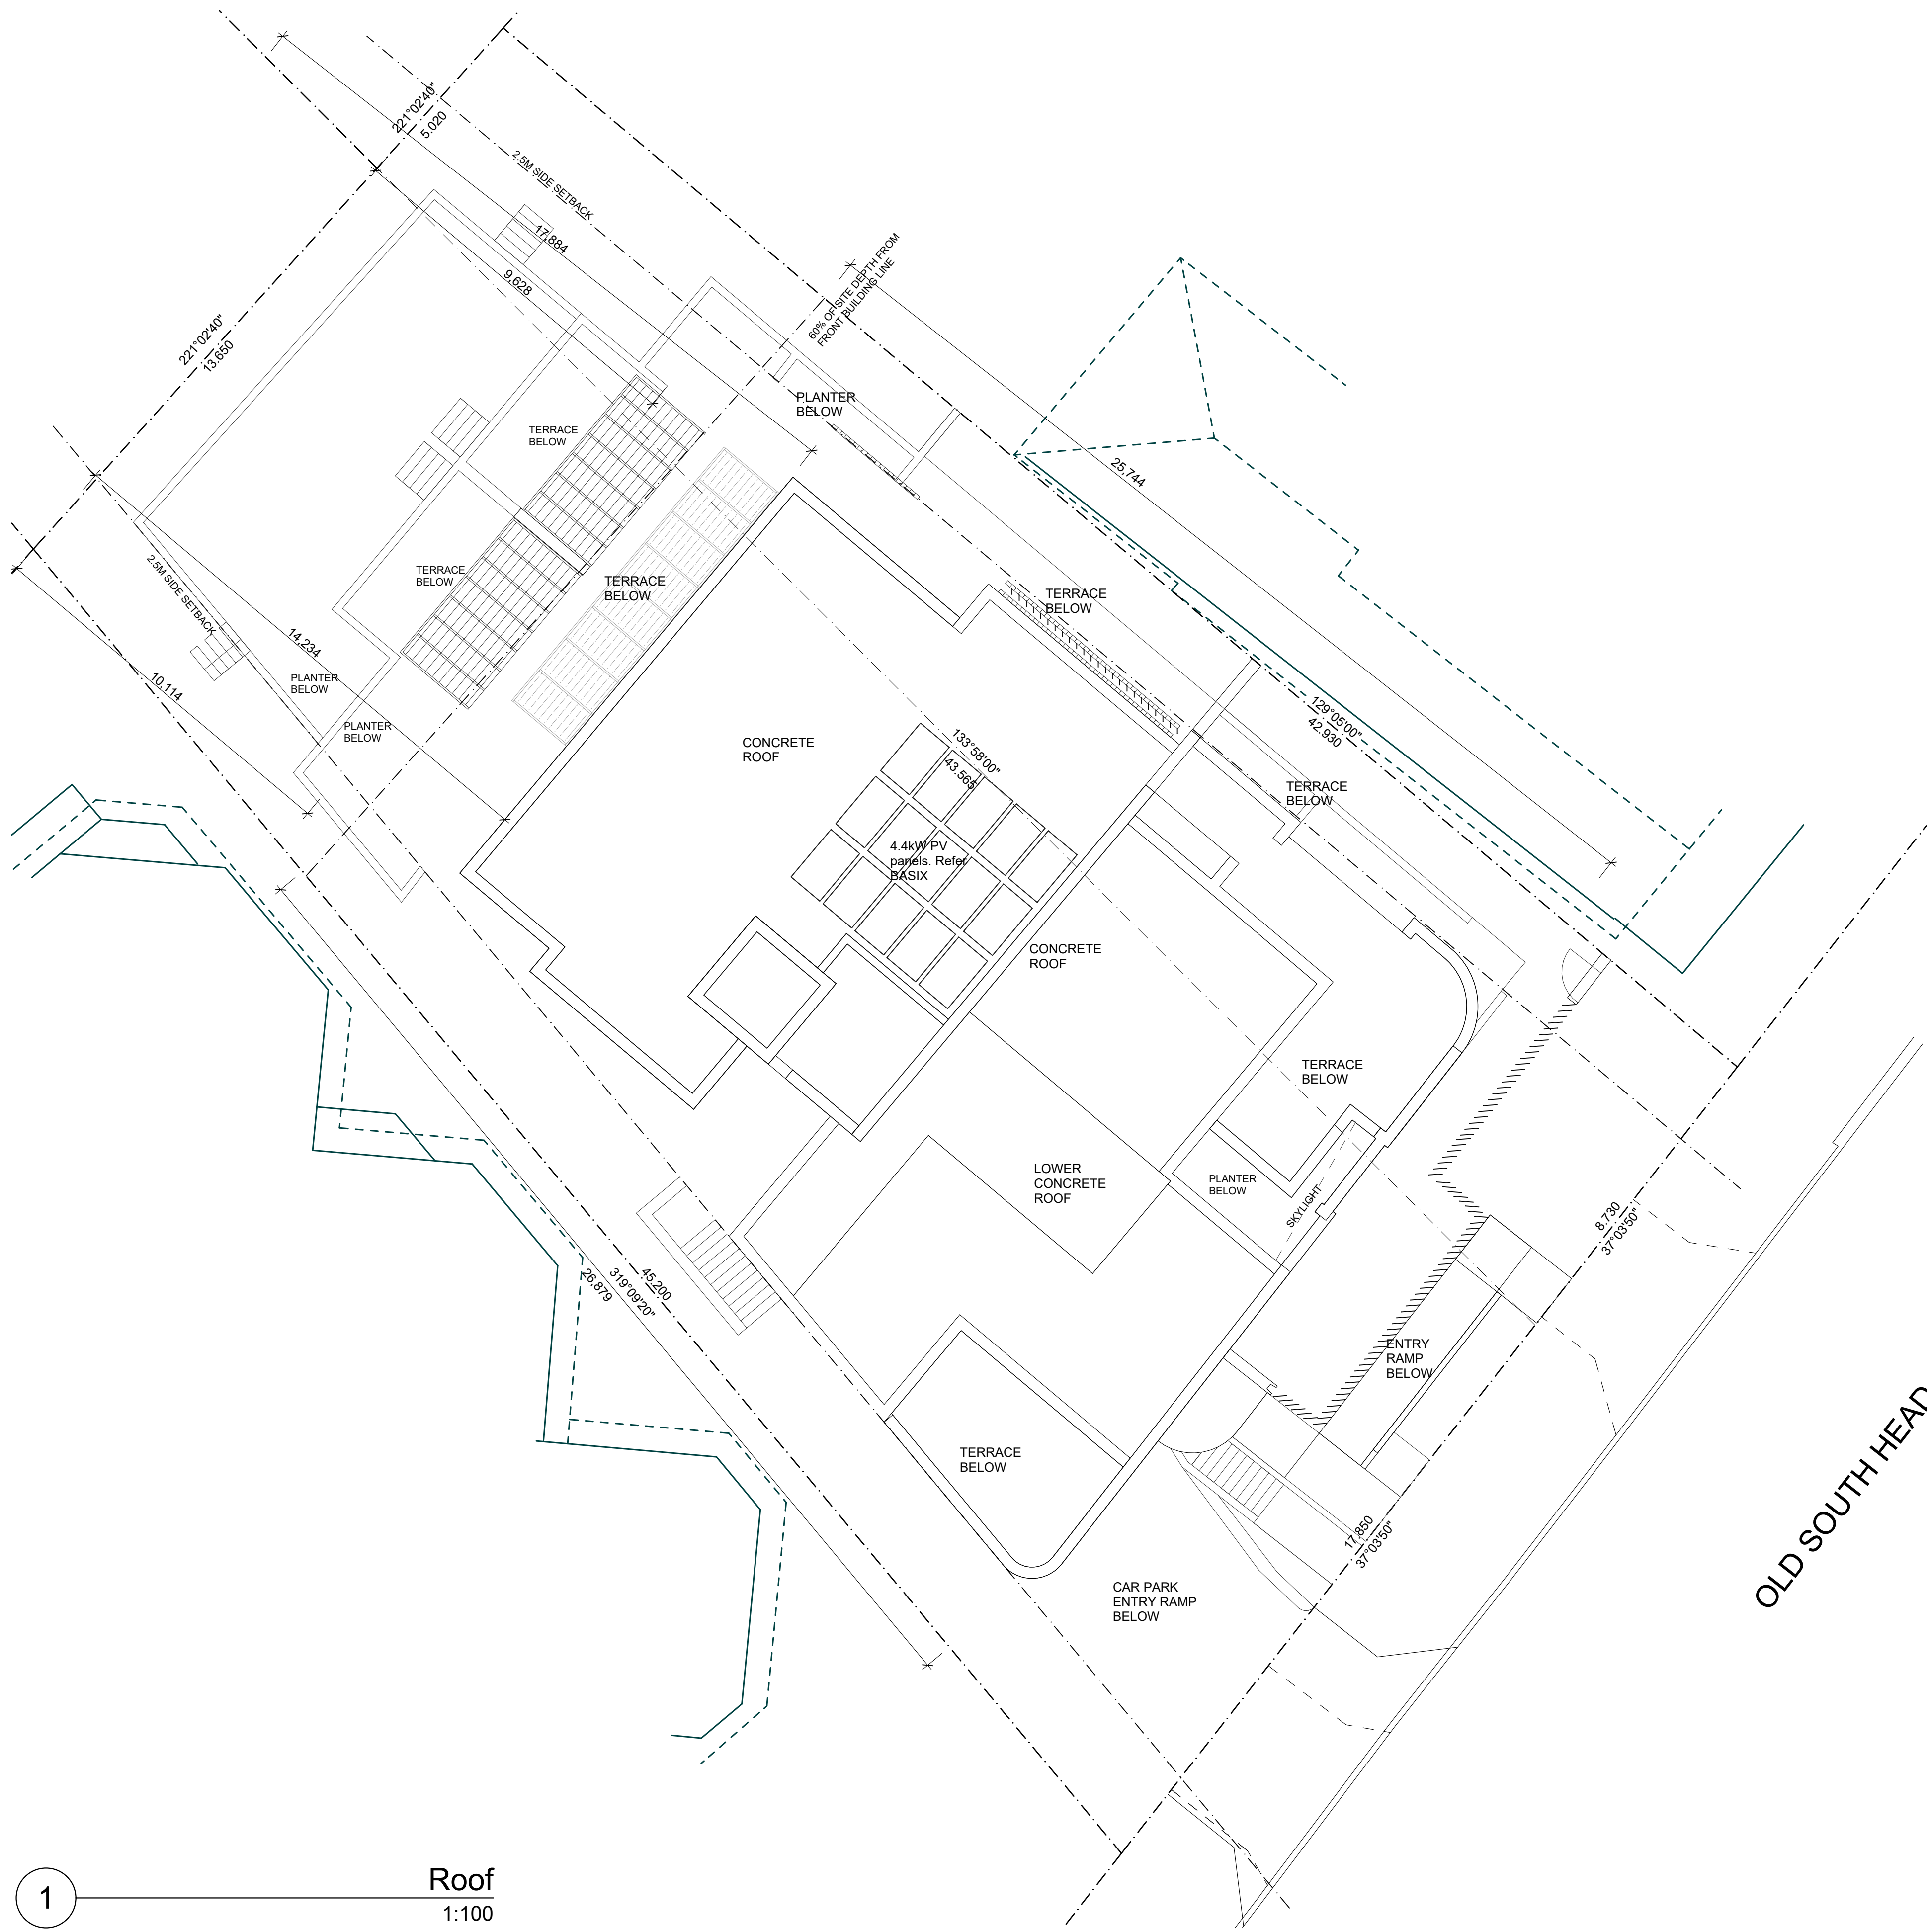 221°02'40"
5.020
2.5M SIDE SETBACK
17,884
9,628
60% OF SITE DEPTH FROM
FRONT BUILDING LINE
221°02'40"
13.650
PLANTER
BELOW
TERRACE
BELOW
25,744
TERRACE
BELOW
TERRACE
BELOW
TERRACE
BELOW
2.5M SIDE SETBACK
14,234
10,114
PLANTER
BELOW
PLANTER
BELOW
129°05'00"
42.930
CONCRETE
ROOF
133°58'00"
43.565
TERRACE
BELOW
4.4kW PV
panels. Refer
BASIX
CONCRETE
ROOF
TERRACE
BELOW
LOWER
CONCRETE
ROOF
PLANTER
BELOW
SKYLIGHT
8.730
37°03'50"
45.200
319°09'20"
26,879
ENTRY
RAMP
BELOW
TERRACE
BELOW
17.850
37°03'50"
CAR PARK
ENTRY RAMP
BELOW
OLD SOUTH HEAD
1
Roof
1:100